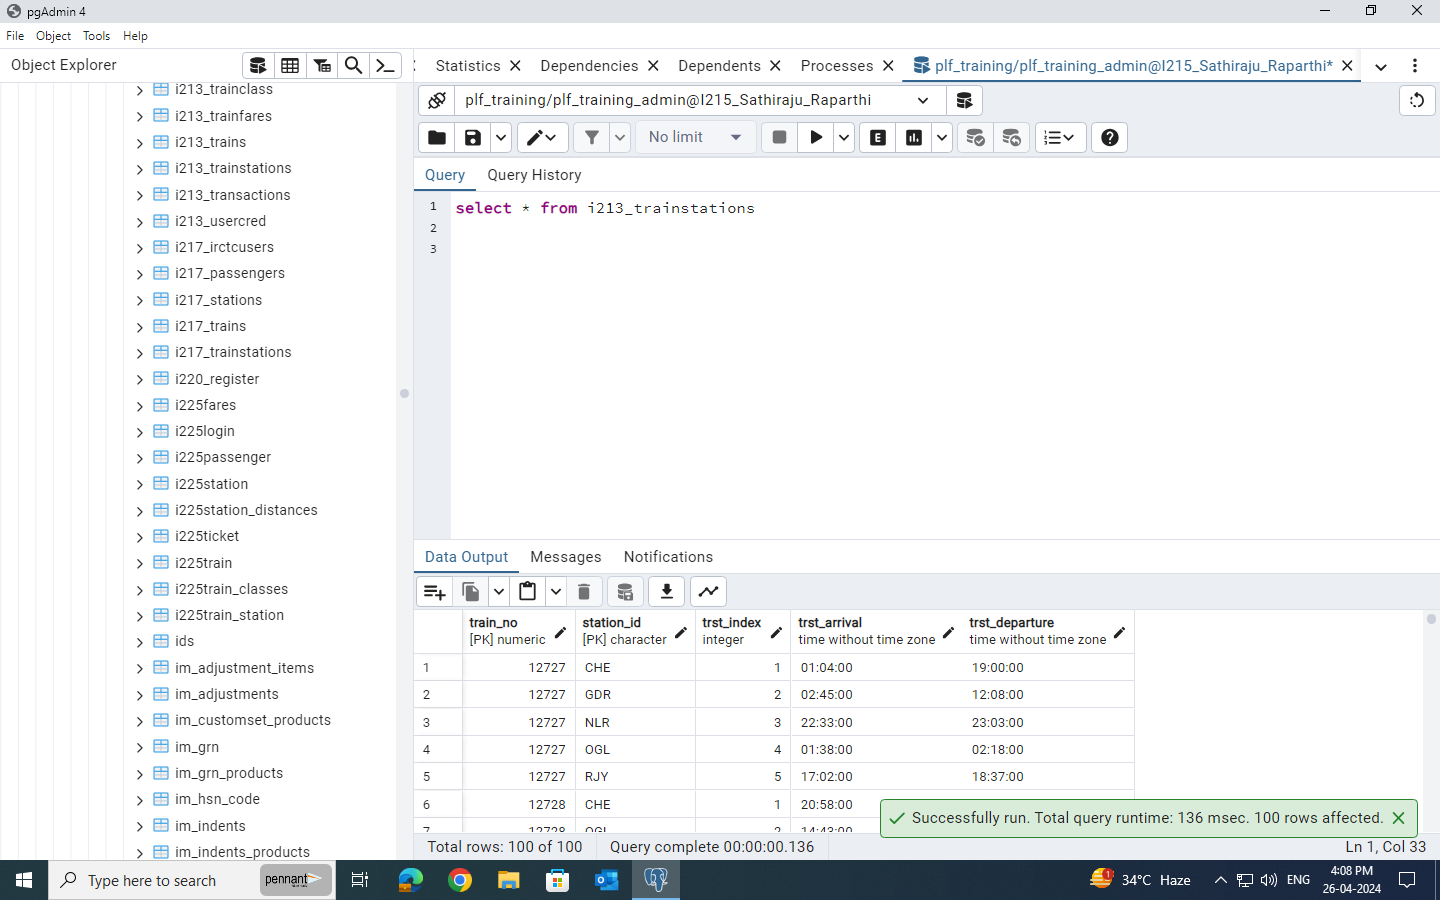 pgAdmin 4
File Object Tools Help
Object Explorer
Statistics Dependencies Dependents Processes plf_training/plf_training_admin@I215_Sathiraju_Raparthi*
i213_trainclass
i213_trainfares
i213_trains
i213_trainstations
i213_transactions
i213_usercred
i217_irctcusers
i217_passengers
i217_stations
i217_trains
i217_trainstations
i220_register
i225fares
i225login
i225passenger
i225station
i225station_distances
i225ticket
i225train
i225train_classes
i225train_station
ids
im_adjustment_items
im_adjustments
im_customset_products
im_grn
im_grn_products
im_hsn_code
im_indents
im_indents_products
plf_training/plf_training_admin@I215_Sathiraju_Raparthi
No limit E
Query Query History
1 select * from i213_trainstations
2
3
Data Output Messages Notifications
train_no station_id trst_index trst_arrival trst_departure
[PK] numeric [PK] character integer time without time zone time without time zone
1 12727 CHE 1 01:04:00 19:00:00
2 12727 GDR 2 02:45:00 12:08:00
3 12727 NLR 3 22:33:00 23:03:00
4 12727 OGL 4 01:38:00 02:18:00
5 12727 RJY 5 17:02:00 18:37:00
6 12728 CHE 1 20:58:00
7 12728 OGL 2 14:43:00
Successfully run. Total query runtime: 136 msec. 100 rows affected.
Total rows: 100 of 100 Query complete 00:00:00.136 Ln 1, Col 33
Type here to search pennant 1 34°C Haze ENG 4:08 PM
26-04-2024